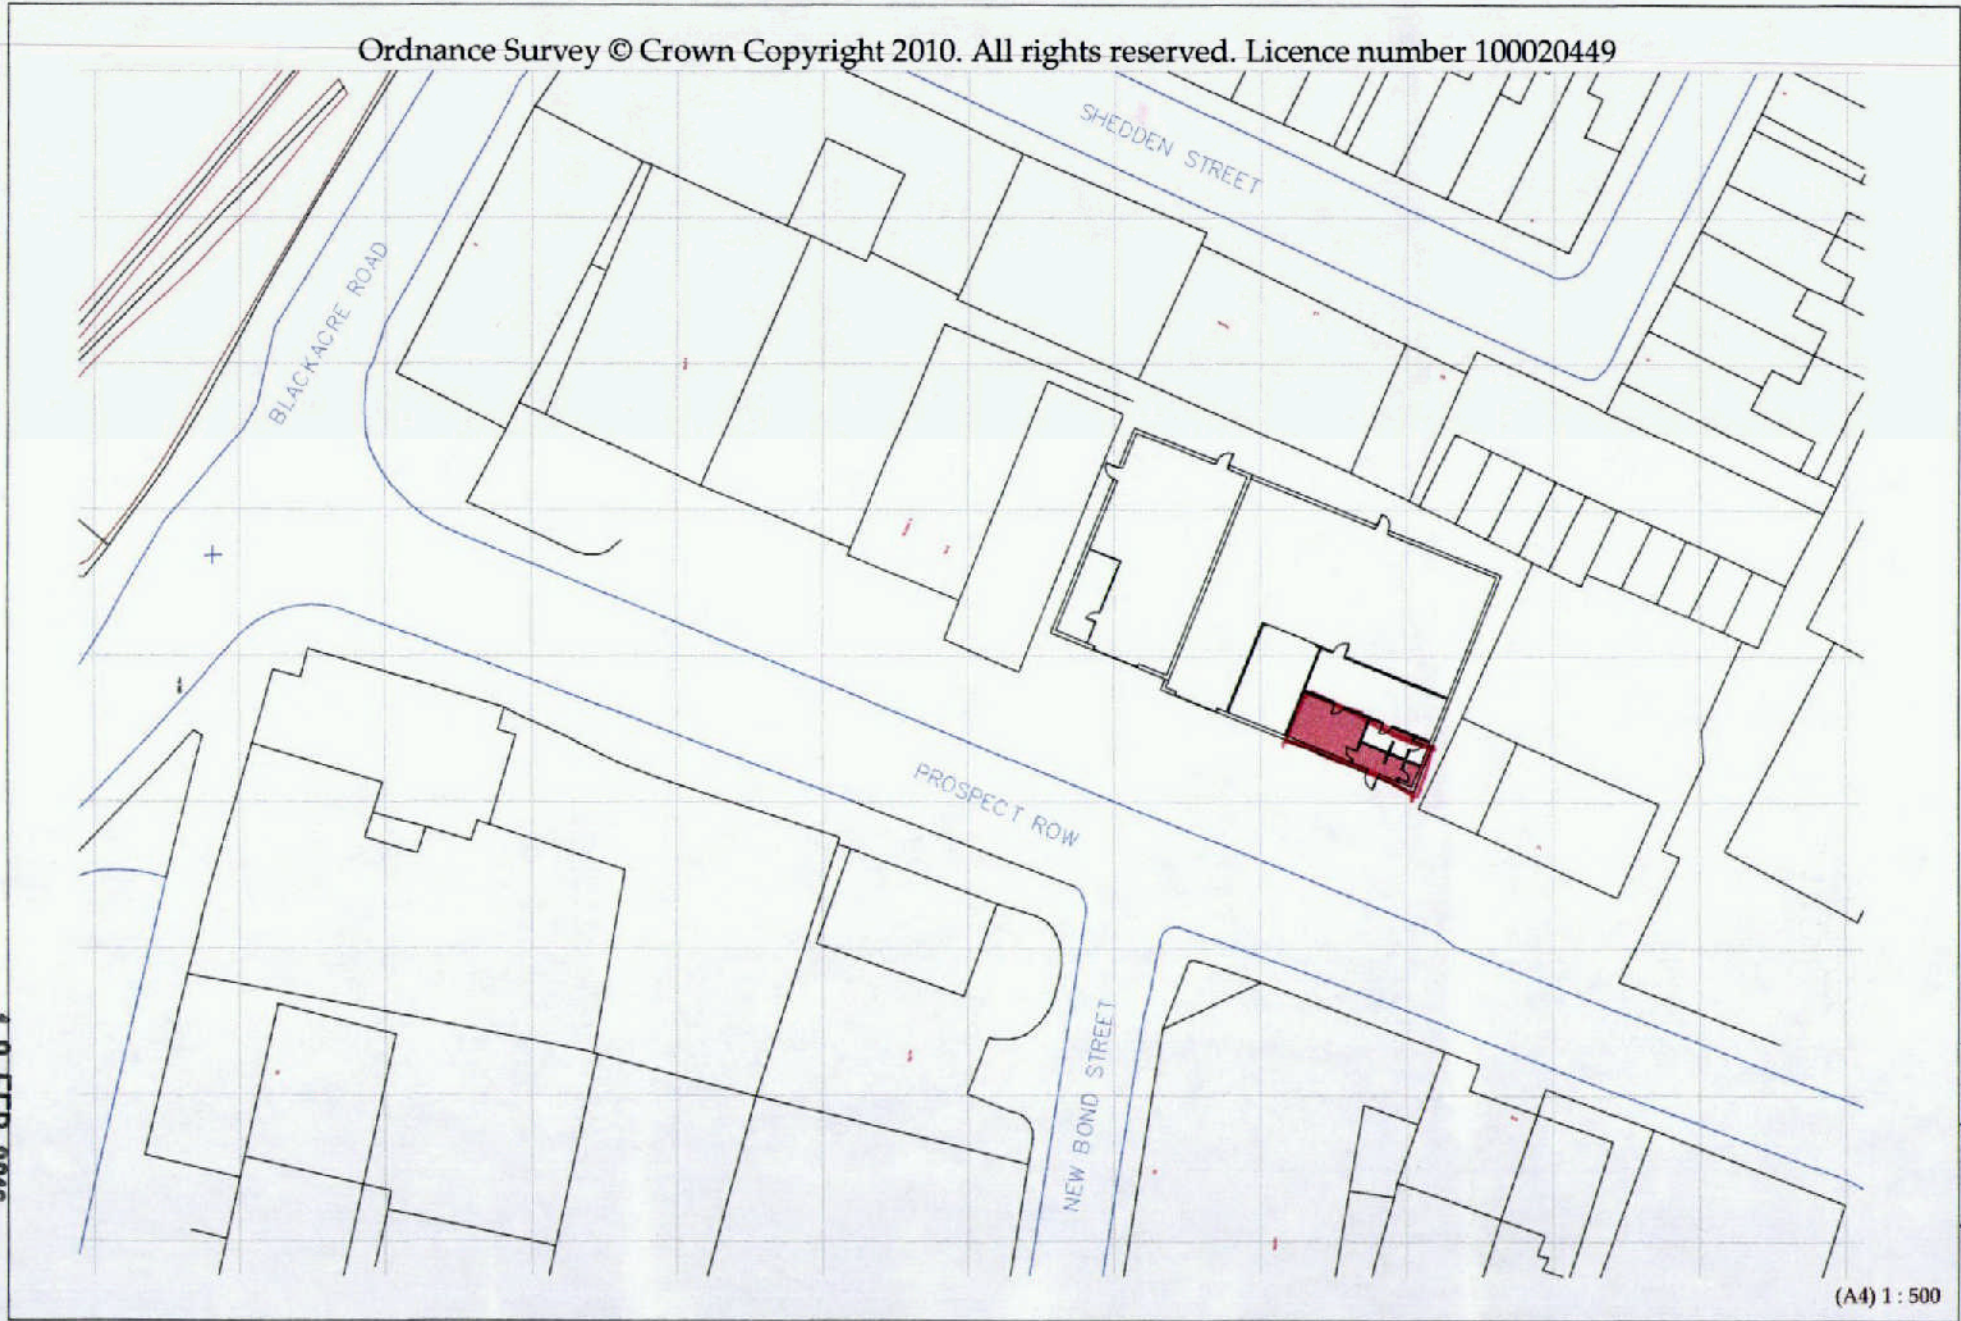 Ordnance Survey © Crown Copyright 2010. All rights reserved. Licence number 100020449
SHEDDEN STREET
BLACKACRE ROAD
PROSPECT ROW
NEW BOND STREET
(A4) 1 : 500